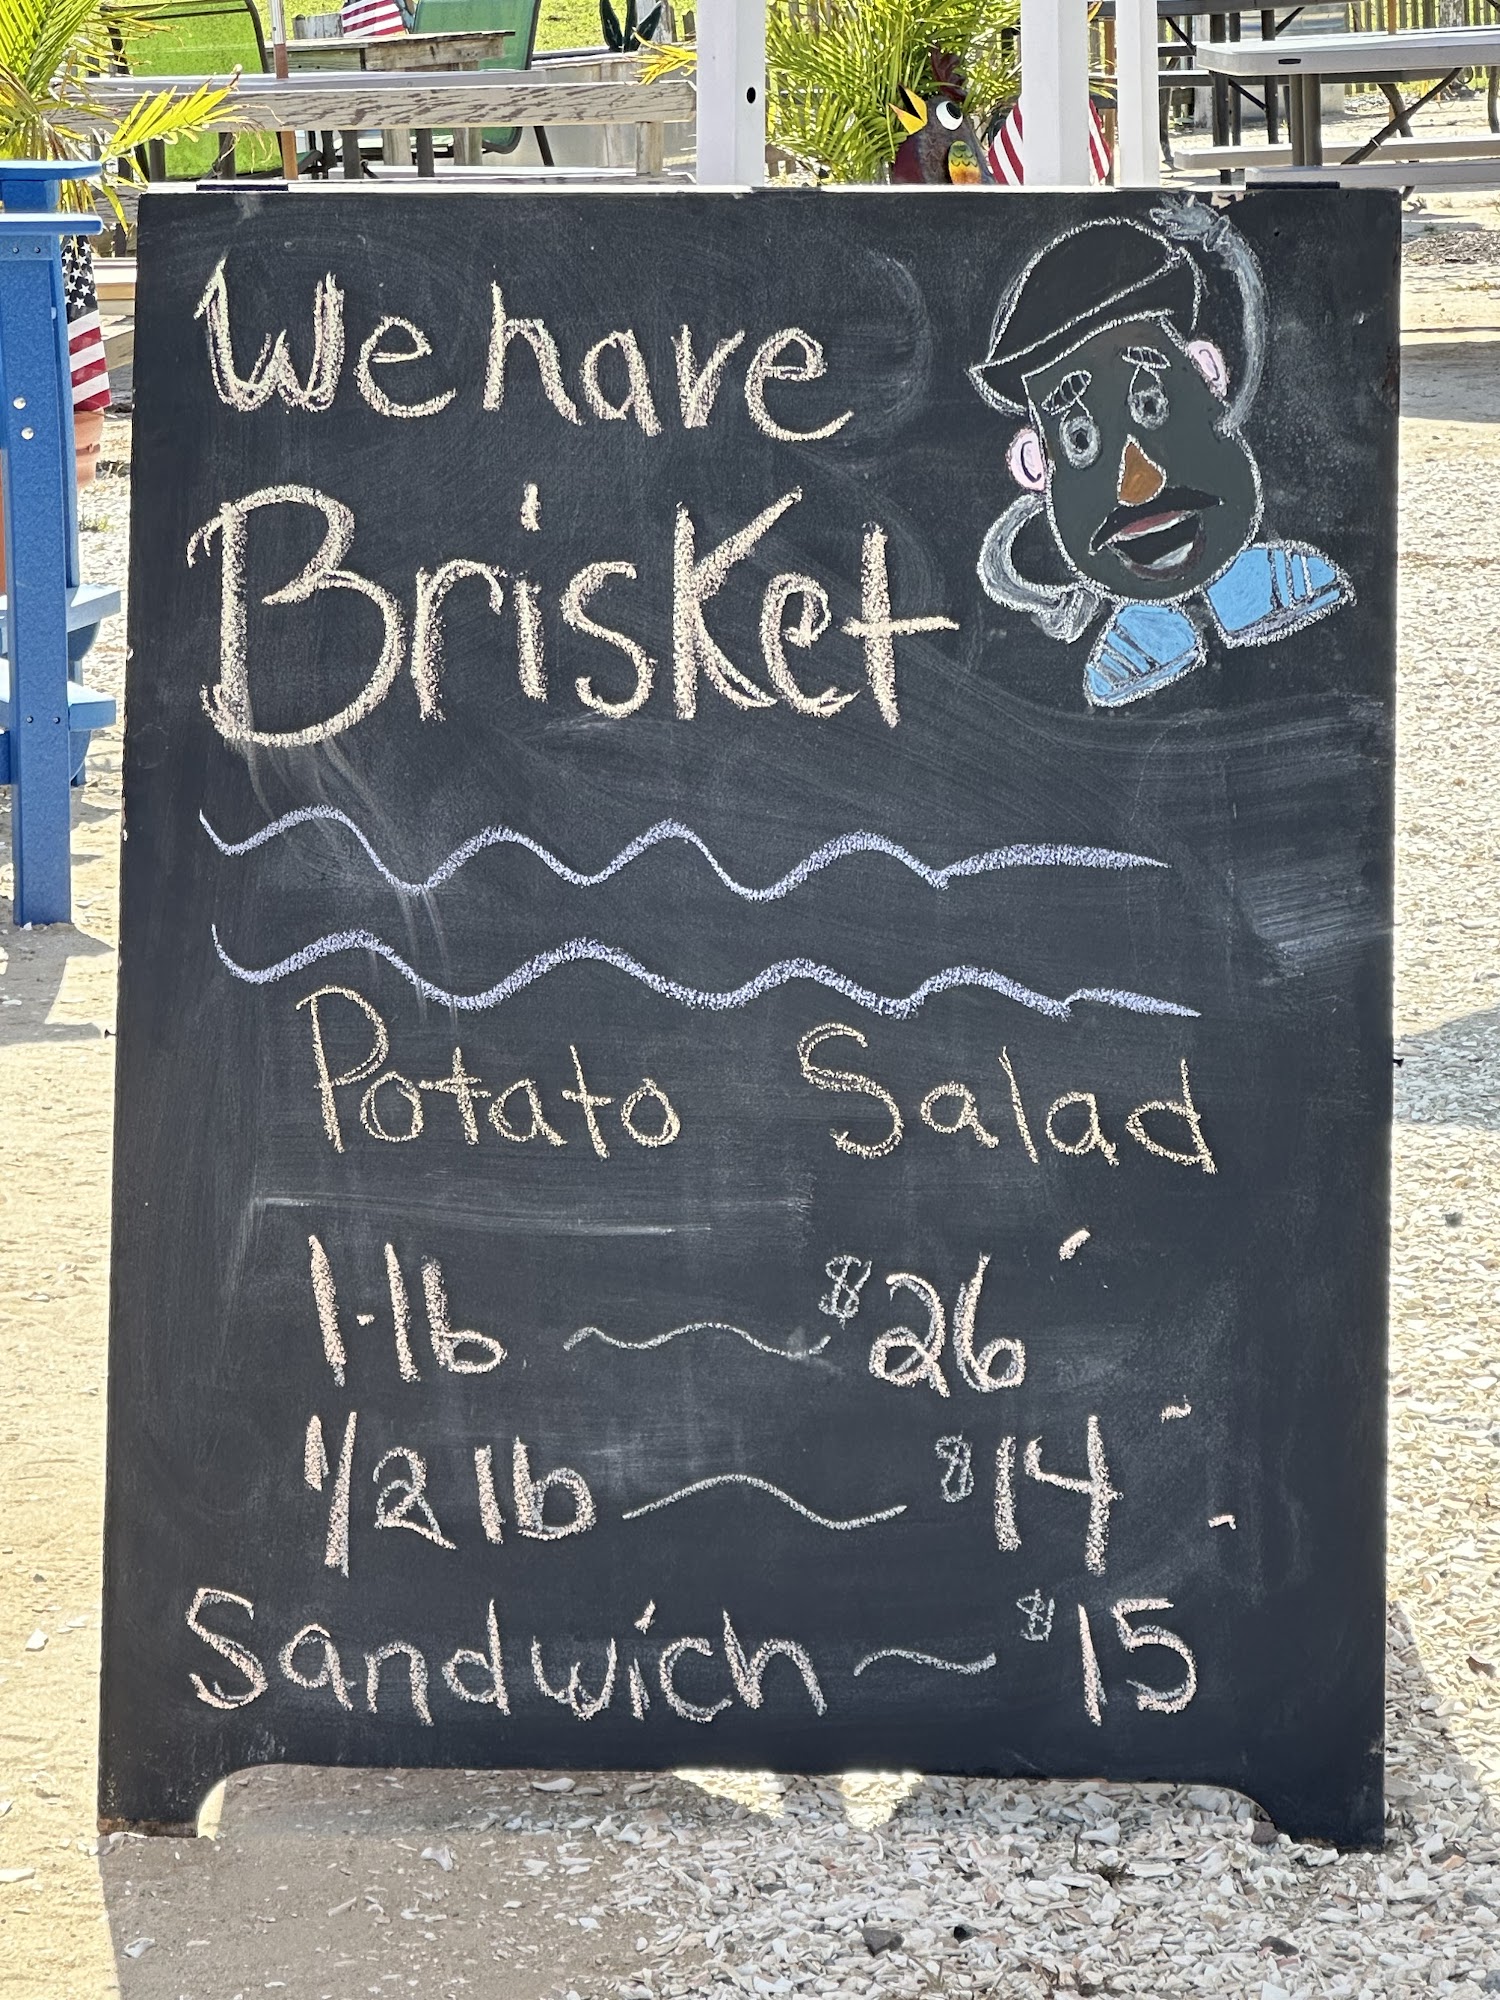 We have
Brisket
Potato Salad
1-lb ~ $26
1/2 lb ~ $14
Sandwich ~ $15